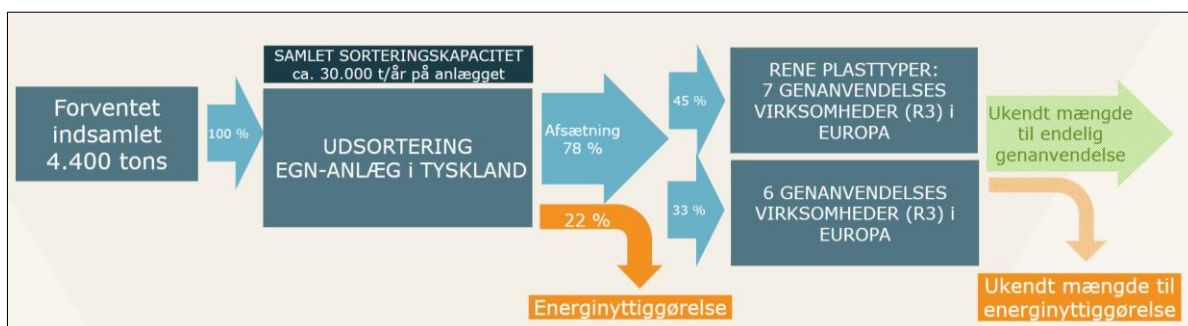 Forventet
indsamlet
4.400 tons
100 %
SAMLET SORTERINGSKAPACITET
ca. 30.000 t/år på anlægget
UDSORTERING
EGN-ANLÆG i TYSKLAND
Afsætning
78 %
22 %
Energinyttiggørelse
45 %
33 %
RENE PLASTTYPER:
7 GENANVENDELSES
VIRKSOMHEDER (R3) i
EUROPA
6 GENANVENDELSES
VIRKSOMHEDER (R3) i
EUROPA
Ukendt mængde
til endelig
genanvendelse
Ukendt mængde til
energinyttiggørelse